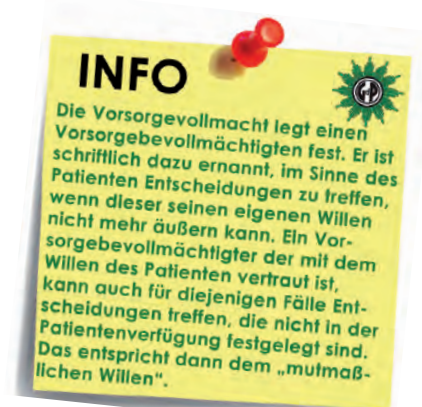 INFO
GdP
Die Vorsorgevollmacht legt einen
Vorsorgebevollmächtigten fest. Er ist
schriftlich dazu ernannt, im Sinne des
Patienten Entscheidungen zu treffen,
wenn dieser seinen eigenen Willen
nicht mehr äußern kann. Ein Vor-
sorgebevollmächtigter der mit dem
Willen des Patienten vertraut ist,
kann auch für diejenigen Fälle Ent-
scheidungen treffen, die nicht in der
Patientenverfügung festgelegt sind.
Das entspricht dann dem „mutmaß-
lichen Willen“.